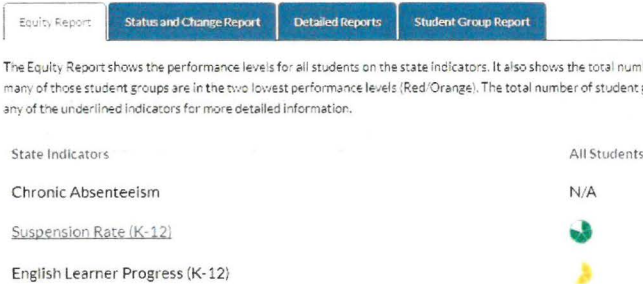 Equity Report Status and Change Report Detailed Reports Student Group Report
The Equity Report shows the performance levels for all students on the state indicators. It also shows the total num
many of those student groups are in the two lowest performance levels (Red/Orange). The total number of student
any of the underlined indicators for more detailed information.
State Indicators All Students
Chronic Absenteeism N/A
Suspension Rate (K-12)
English Learner Progress (K-12)